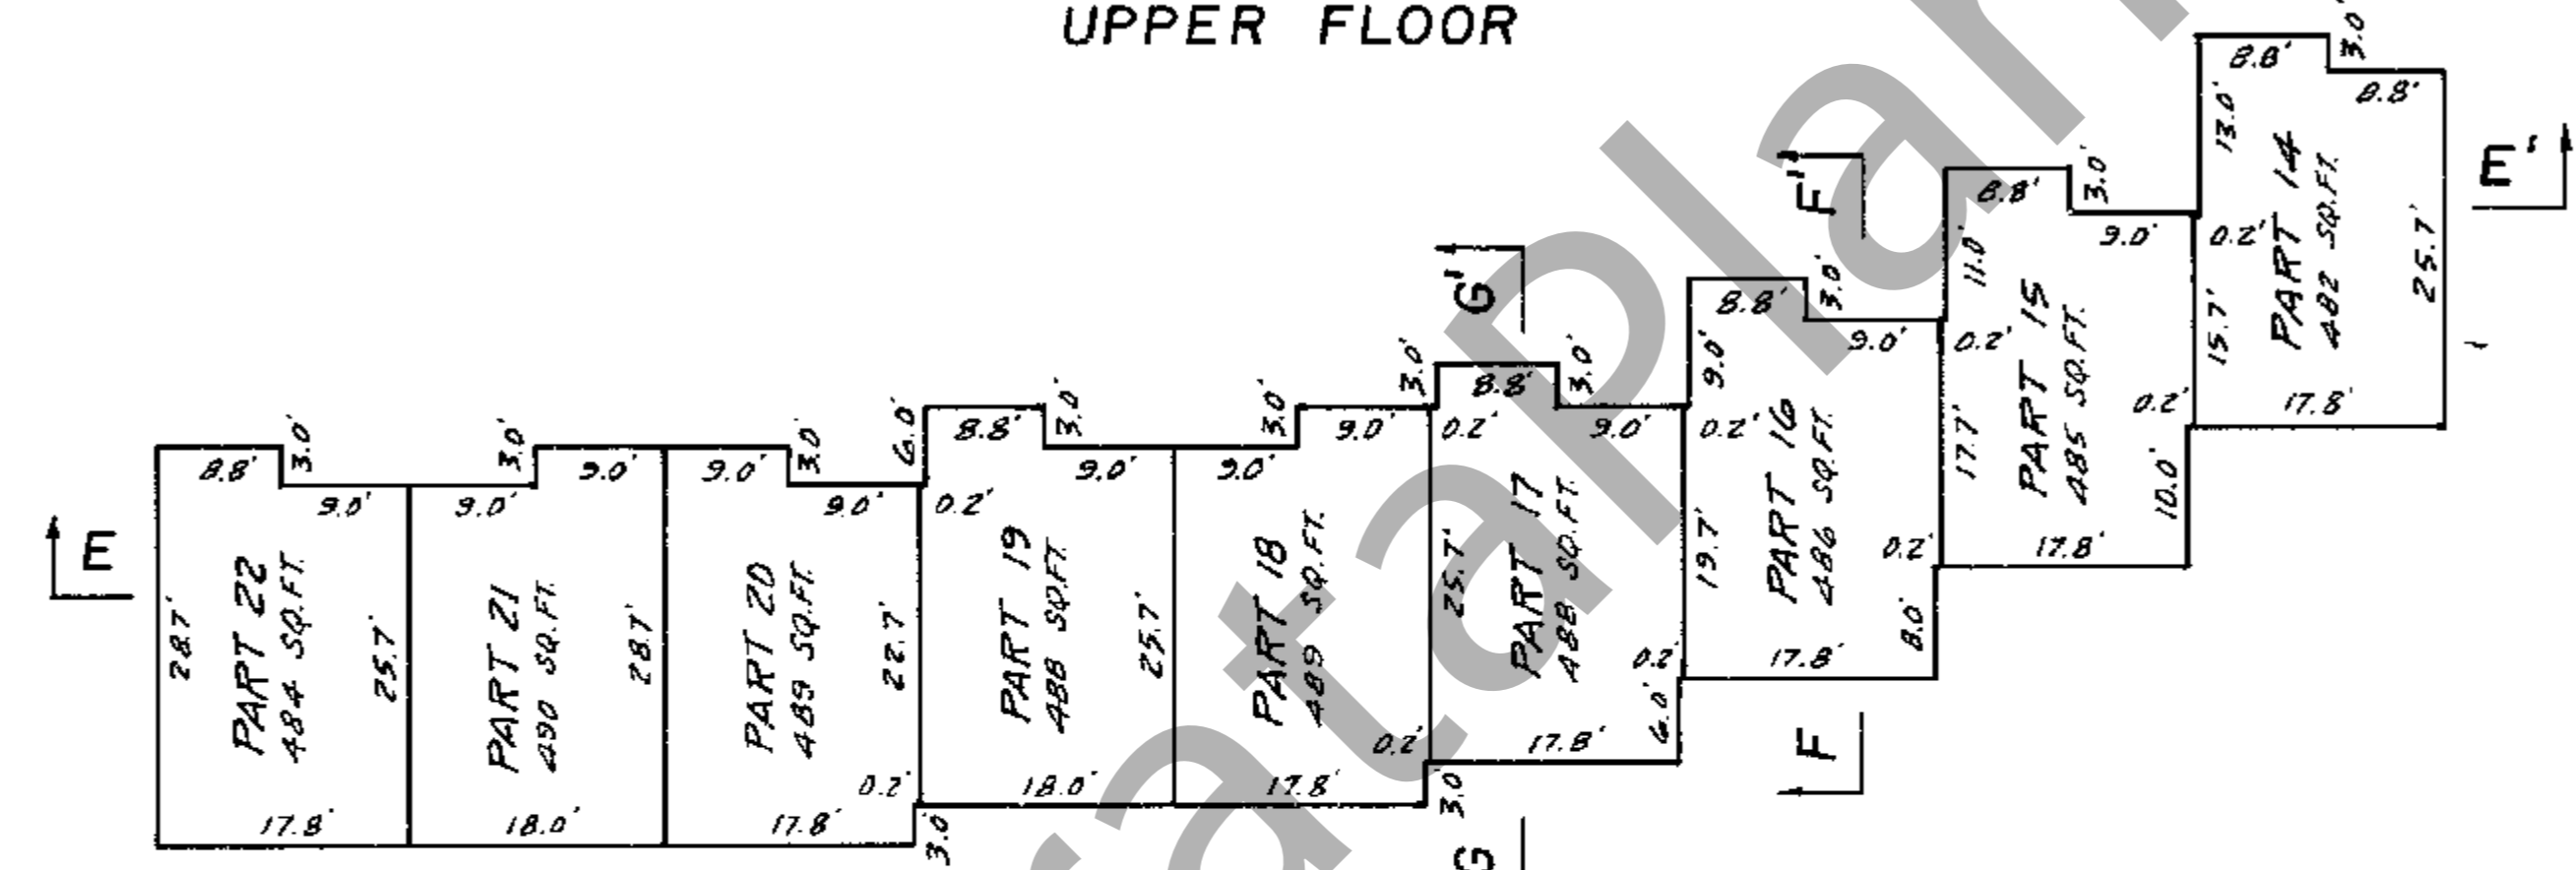 UPPER FLOOR
E
8.8'
3.0'
9.0'
28.7'
PART 22
484 SQ.FT.
25.7'
17.8'
9.0'
3.0'
9.0'
PART 21
490 SQ.FT.
28.7'
18.0'
9.0'
3.0'
9.0'
PART 20
489 SQ.FT.
22.7'
0.2'
17.8'
3.0'
6.0'
8.8'
3.0'
9.0'
0.2'
PART 19
488 SQ.FT.
25.7'
18.0'
9.0'
3.0'
9.0'
PART 18
489 SQ.FT.
0.2'
17.8'
3.0'
3.0'
8.8'
3.0'
0.2'
9.0'
25.7'
PART 17
488 SQ.FT.
0.2'
17.8'
6.0'
G'
G
8.8'
3.0'
9.0'
9.0'
0.2'
19.7'
PART 16
486 SQ.FT.
0.2'
17.8'
8.0'
F'
F
8.8'
3.0'
11.0'
9.0'
0.2'
17.7'
PART 15
485 SQ.FT.
0.2'
17.8'
10.0'
8.8'
3.0'
8.8'
13.0'
0.2'
15.7'
PART 14
482 SQ.FT.
25.7'
17.8'
E'
strataplan